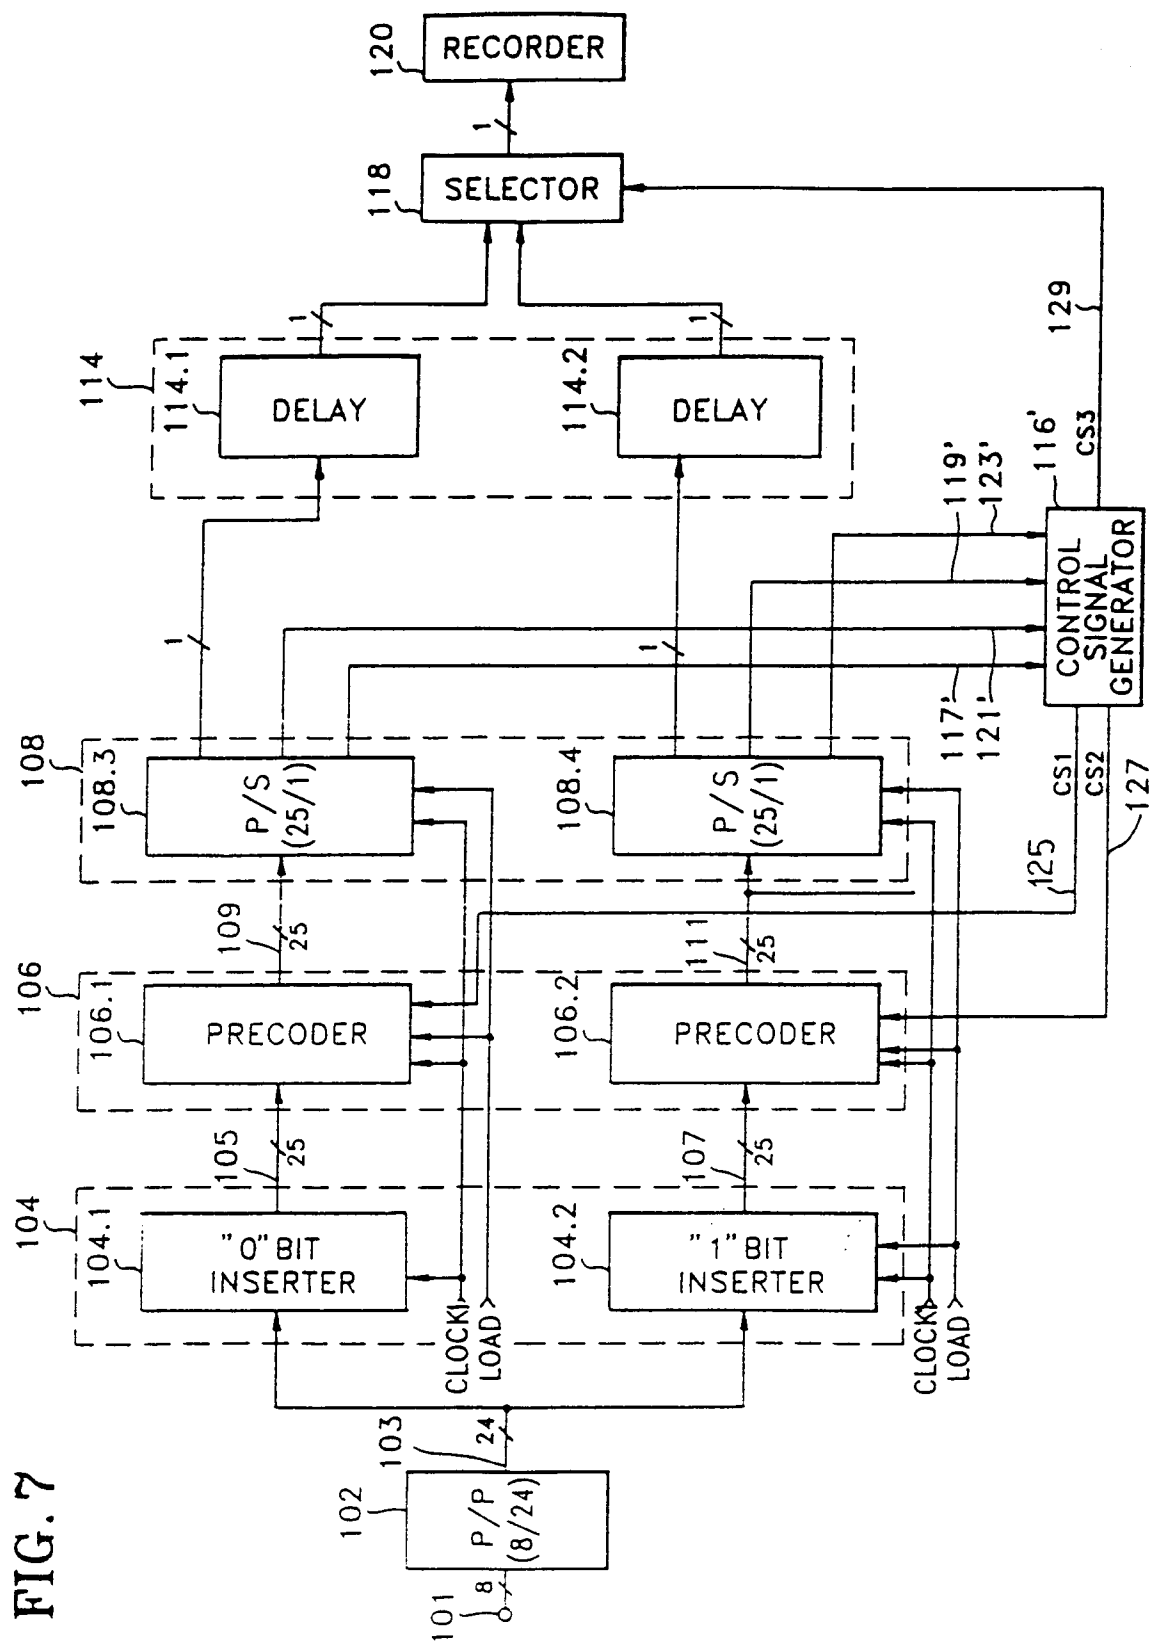 FIG. 7
101
8
102
P/P
(8/24)
103
24
104
104.1
"0" BIT
INSERTER
CLOCK
LOAD
104.2
"1" BIT
INSERTER
CLOCK
LOAD
105
25
107
25
106
106.1
PRECODER
106.2
PRECODER
109
25
111
25
108
108.3
P/S
(25/1)
108.4
P/S
(25/1)
1
1
125
CS1
CS2
127
117'
121'
119'
123'
116'
CONTROL
SIGNAL
GENERATOR
CS3
129
114
114.1
DELAY
114.2
DELAY
1
1
118
SELECTOR
1
120
RECORDER